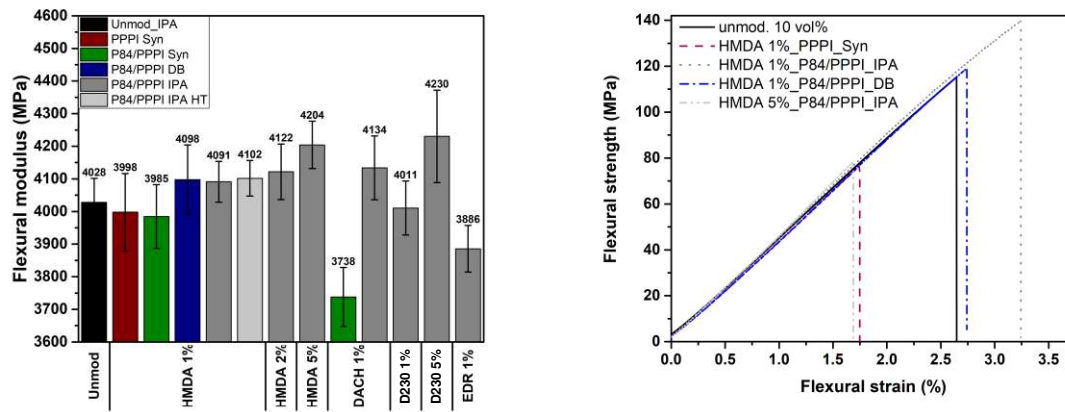 4600
4500
4400
4300
4200
4100
4000
3900
3800
3700
3600
Flexural modulus (MPa)
Unmod_IPA
PPPI Syn
P84/PPPI Syn
P84/PPPI DB
P84/PPPI IPA
P84/PPPI IPA HT
4028
3998
3985
4098
4091
4102
4122
4204
3738
4134
4011
4230
3886
Unmod
HMDA 1%
HMDA 2%
HMDA 5%
DACH 1%
D230 1%
D230 5%
EDR 1%
140
120
100
80
60
40
20
0
Flexural strength (MPa)
unmod. 10 vol%
HMDA 1%_PPPI_Syn
HMDA 1%_P84/PPPI_IPA
HMDA 1%_P84/PPPI_DB
HMDA 5%_P84/PPPI_IPA
0.0 0.5 1.0 1.5 2.0 2.5 3.0 3.5
Flexural strain (%)